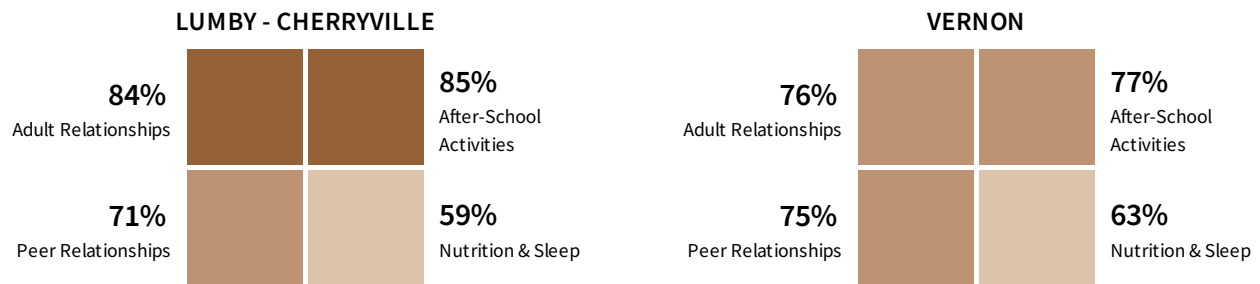 LUMBY - CHERRYVILLE
84%
Adult Relationships
85%
After-School
Activities
71%
Peer Relationships
59%
Nutrition & Sleep
VERNON
76%
Adult Relationships
77%
After-School
Activities
75%
Peer Relationships
63%
Nutrition & Sleep